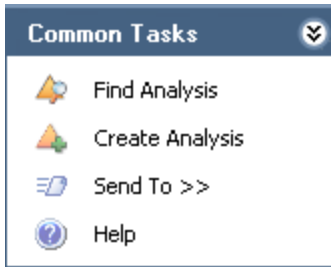 Common Tasks
Find Analysis
Create Analysis
Send To >>
Help